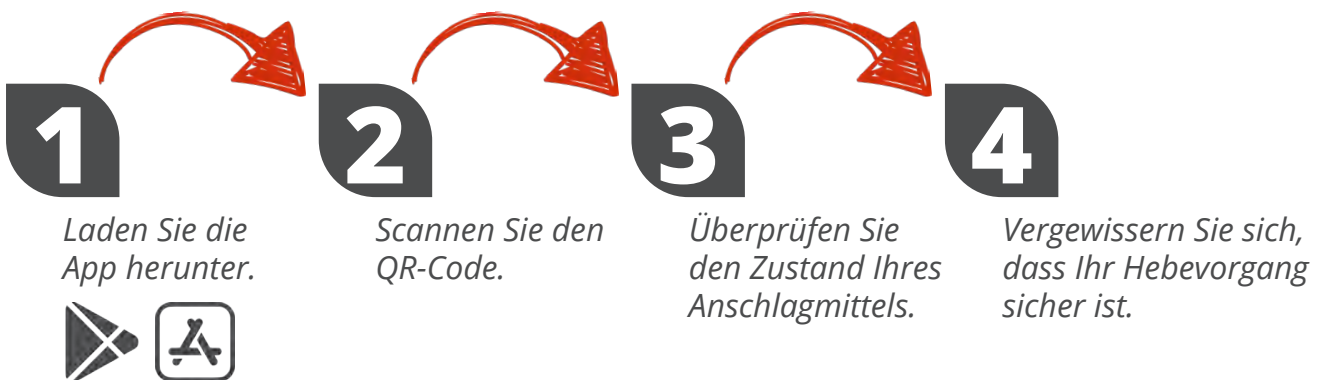 1
2
3
4
Laden Sie die
App herunter.
Scannen Sie den
QR-Code.
Überprüfen Sie
den Zustand Ihres
Anschlagmittels.
Vergewissern Sie sich,
dass Ihr Hebevorgang
sicher ist.